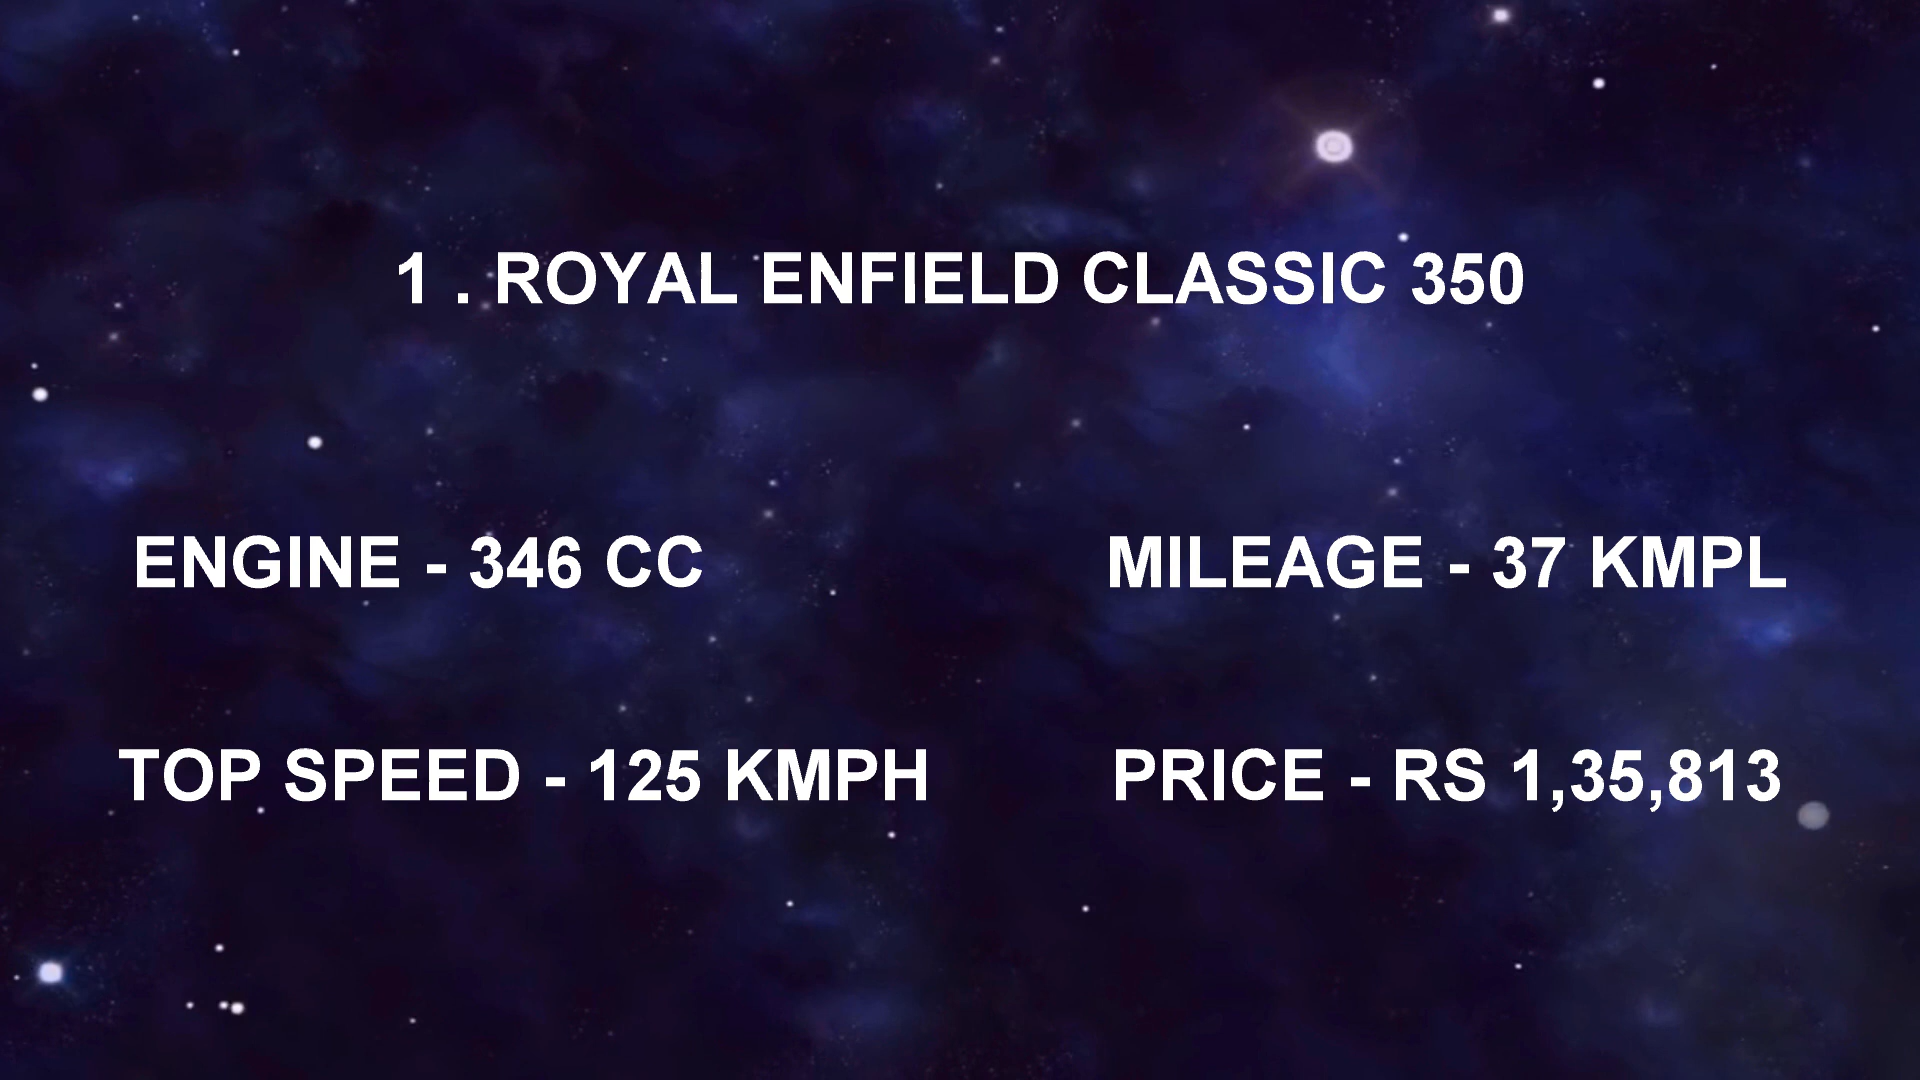 1 . ROYAL ENFIELD CLASSIC 350
ENGINE - 346 CC
MILEAGE - 37 KMPL
TOP SPEED - 125 KMPH
PRICE - RS 1,35,813